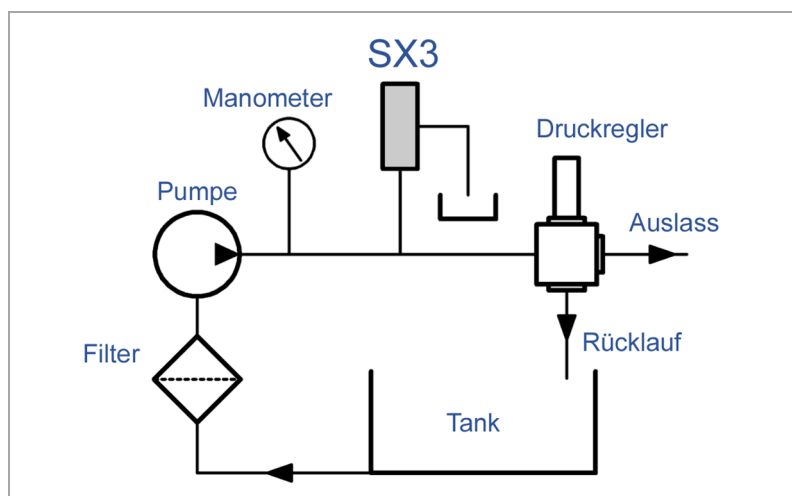 SX3
Manometer
Druckregler
Pumpe
Auslass
Filter
Rücklauf
Tank